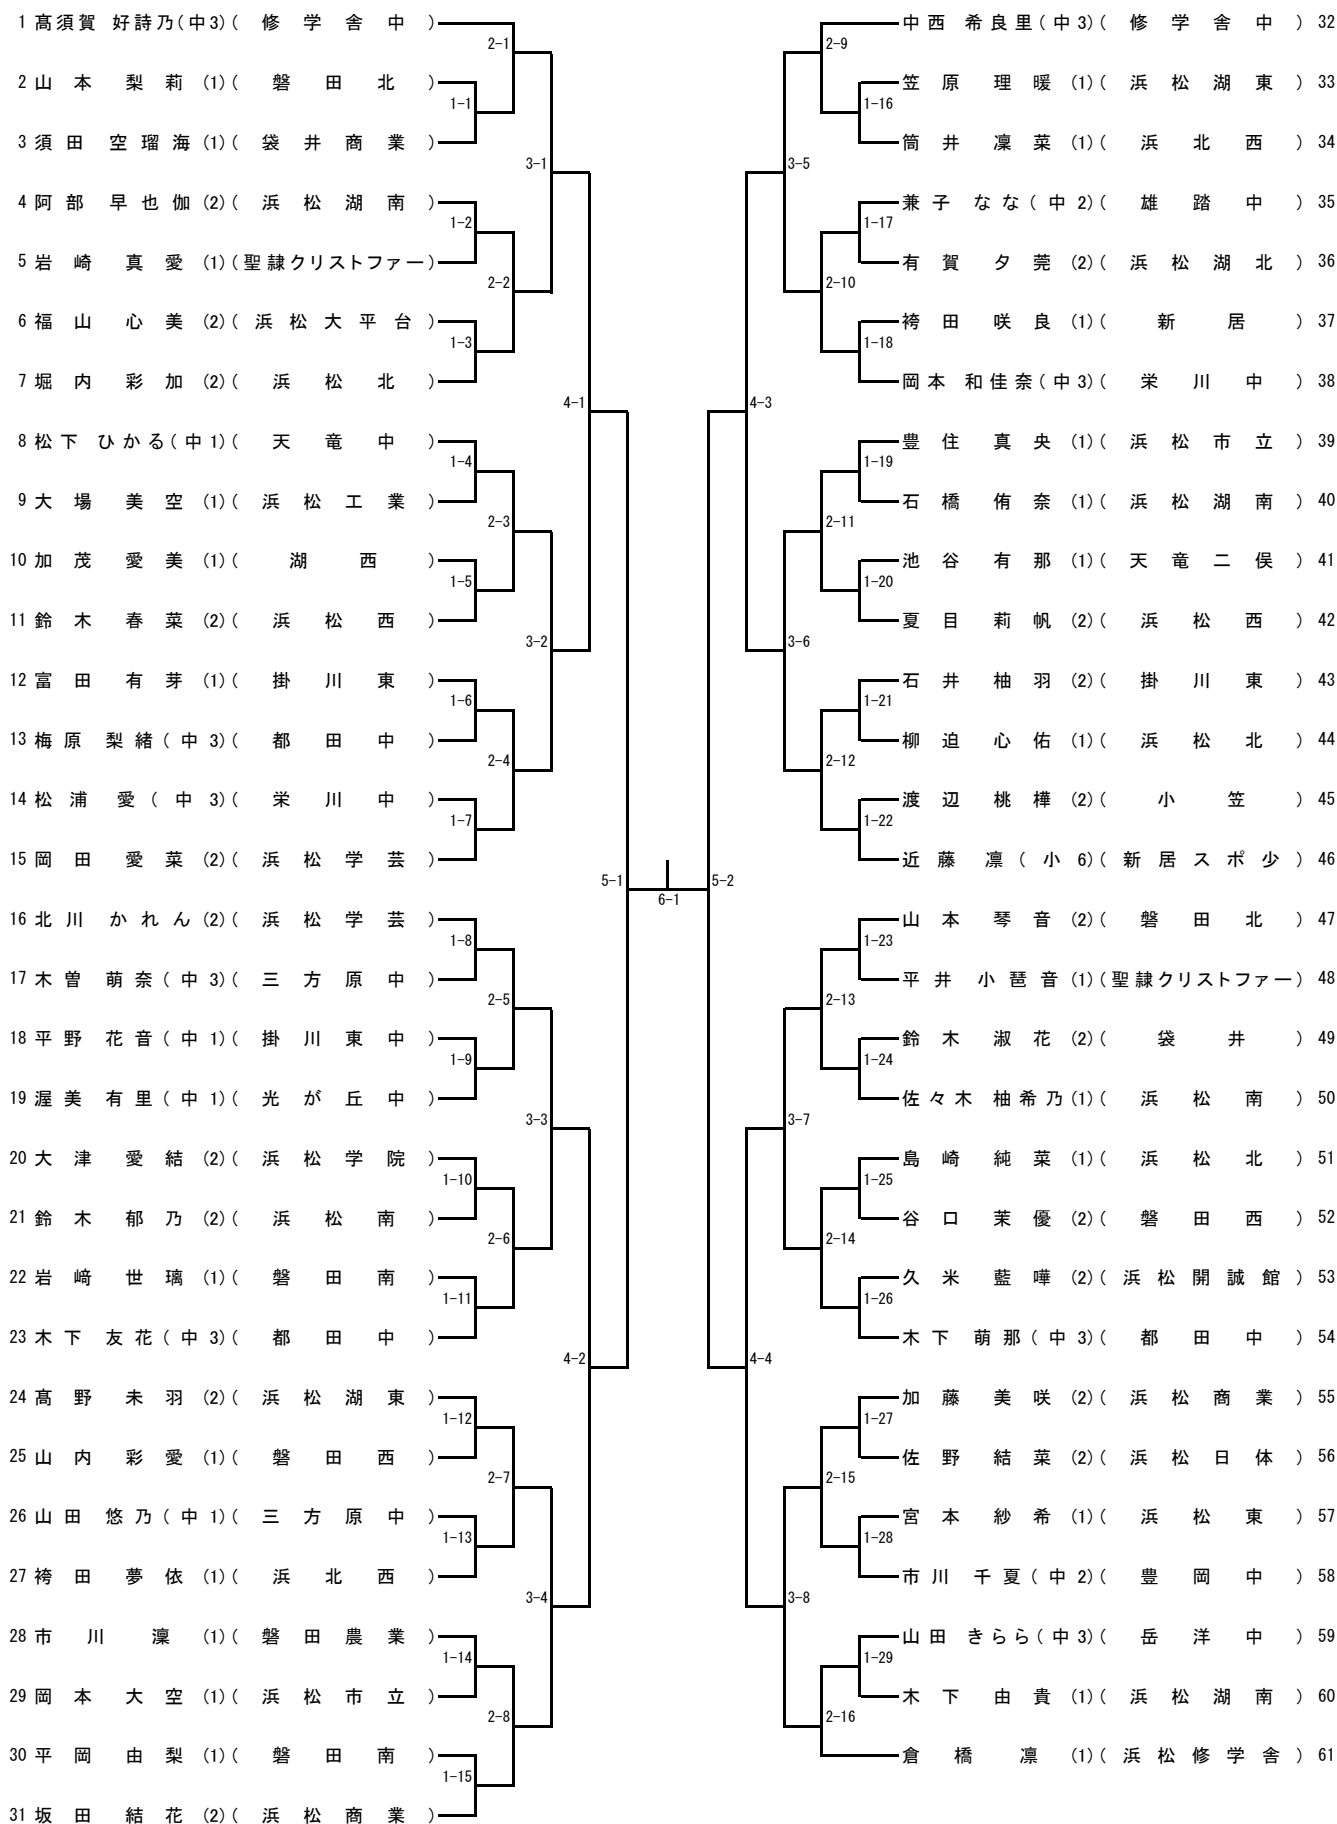 1 髙須賀 好詩乃(中3)( 修学舎中 )
2-1
2 山本 梨莉 (1)( 磐田北 )
1-1
3 須田 空瑠海 (1)( 袋井商業 )
3-1
4 阿部 早也伽 (2)( 浜松湖南 )
1-2
5 岩崎 真愛 (1)(聖隷クリストファー)
2-2
6 福山 心美 (2)( 浜松大平台 )
1-3
7 堀内 彩加 (2)( 浜松北 )
4-1
8 松下 ひかる(中1)( 天竜中 )
1-4
9 大場 美空 (1)( 浜松工業 )
2-3
10 加茂 愛美 (1)( 湖西 )
1-5
11 鈴木 春菜 (2)( 浜松西 )
3-2
12 富田 有芽 (1)( 掛川東 )
1-6
13 梅原 梨緒(中3)( 都田中 )
2-4
14 松浦 愛(中3)( 栄川中 )
1-7
15 岡田 愛菜 (2)( 浜松学芸 )
5-1
16 北川 かれん (2)( 浜松学芸 )
1-8
17 木曽 萌奈(中3)( 三方原中 )
2-5
18 平野 花音(中1)( 掛川東中 )
1-9
19 渥美 有里(中1)( 光が丘中 )
3-3
20 大津 愛結 (2)( 浜松学院 )
1-10
21 鈴木 郁乃 (2)( 浜松南 )
2-6
22 岩﨑 世璃 (1)( 磐田南 )
1-11
23 木下 友花(中3)( 都田中 )
4-2
24 髙野 未羽 (2)( 浜松湖東 )
1-12
25 山内 彩愛 (1)( 磐田西 )
2-7
26 山田 悠乃(中1)( 三方原中 )
1-13
27 袴田 夢依 (1)( 浜北西 )
3-4
28 市川 凜 (1)( 磐田農業 )
1-14
29 岡本 大空 (1)( 浜松市立 )
2-8
30 平岡 由梨 (1)( 磐田南 )
1-15
31 坂田 結花 (2)( 浜松商業 )
6-1
中西 希良里(中3)( 修学舎中 ) 32
2-9
笠原 理暖 (1)( 浜松湖東 ) 33
1-16
筒井 凜菜 (1)( 浜北西 ) 34
3-5
兼子 なな(中2)( 雄踏中 ) 35
1-17
有賀 夕莞 (2)( 浜松湖北 ) 36
2-10
袴田 咲良 (1)( 新居 ) 37
1-18
岡本 和佳奈(中3)( 栄川中 ) 38
4-3
豊住 真央 (1)( 浜松市立 ) 39
1-19
石橋 侑奈 (1)( 浜松湖南 ) 40
2-11
池谷 有那 (1)( 天竜二俣 ) 41
1-20
夏目 莉帆 (2)( 浜松西 ) 42
3-6
石井 柚羽 (2)( 掛川東 ) 43
1-21
柳迫 心佑 (1)( 浜松北 ) 44
2-12
渡辺 桃樺 (2)( 小笠 ) 45
1-22
近藤 凛(小6)( 新居スポ少 ) 46
5-2
山本 琴音 (2)( 磐田北 ) 47
1-23
平井 小琶音 (1)(聖隷クリストファー) 48
2-13
鈴木 淑花 (2)( 袋井 ) 49
1-24
佐々木 柚希乃(1)( 浜松南 ) 50
3-7
島崎 純菜 (1)( 浜松北 ) 51
1-25
谷口 茉優 (2)( 磐田西 ) 52
2-14
久米 藍嘩 (2)( 浜松開誠館 ) 53
1-26
木下 萌那(中3)( 都田中 ) 54
4-4
加藤 美咲 (2)( 浜松商業 ) 55
1-27
佐野 結菜 (2)( 浜松日体 ) 56
2-15
宮本 紗希 (1)( 浜松東 ) 57
1-28
市川 千夏(中2)( 豊岡中 ) 58
3-8
山田 きらら(中3)( 岳洋中 ) 59
1-29
木下 由貴 (1)( 浜松湖南 ) 60
2-16
倉橋 凛 (1)( 浜松修学舎 ) 61